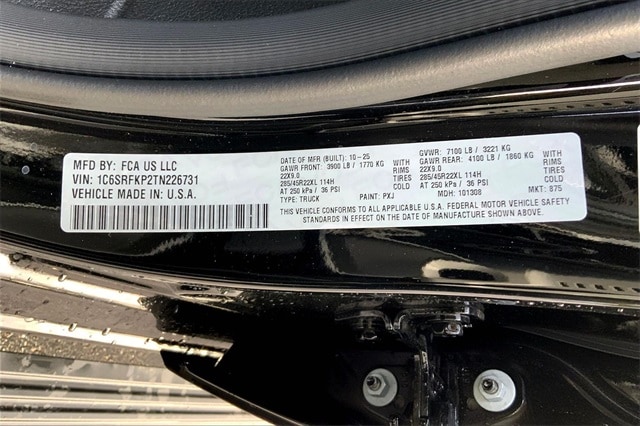 MFD BY: FCA US LLC
VIN: 1C6SRFKP2TN226731
VEHICLE MADE IN U.S.A.
DATE OF MFR (BUILT): 10-25 GVWR: 7100 LB / 3221 KG
GAWR FRONT: 3900 LB / 1770 KG WITH GAWR REAR: 4100 LB / 1860 KG WITH
22X9.0 TIRES 22X9.0 TIRES
285/45R22XL 114H COLD 285/45R22XL 114H COLD
AT 250 kPa / 36 PSI AT 250 kPa / 36 PSI
TYPE: TRUCK PAINT: PXJ MDH: 101308 MKT: 875
THIS VEHICLE CONFORMS TO ALL APPLICABLE U.S.A. FEDERAL MOTOR VEHICLE SAFETY
STANDARDS IN EFFECT ON THE DATE OF MANUFACTURE SHOWN ABOVE.